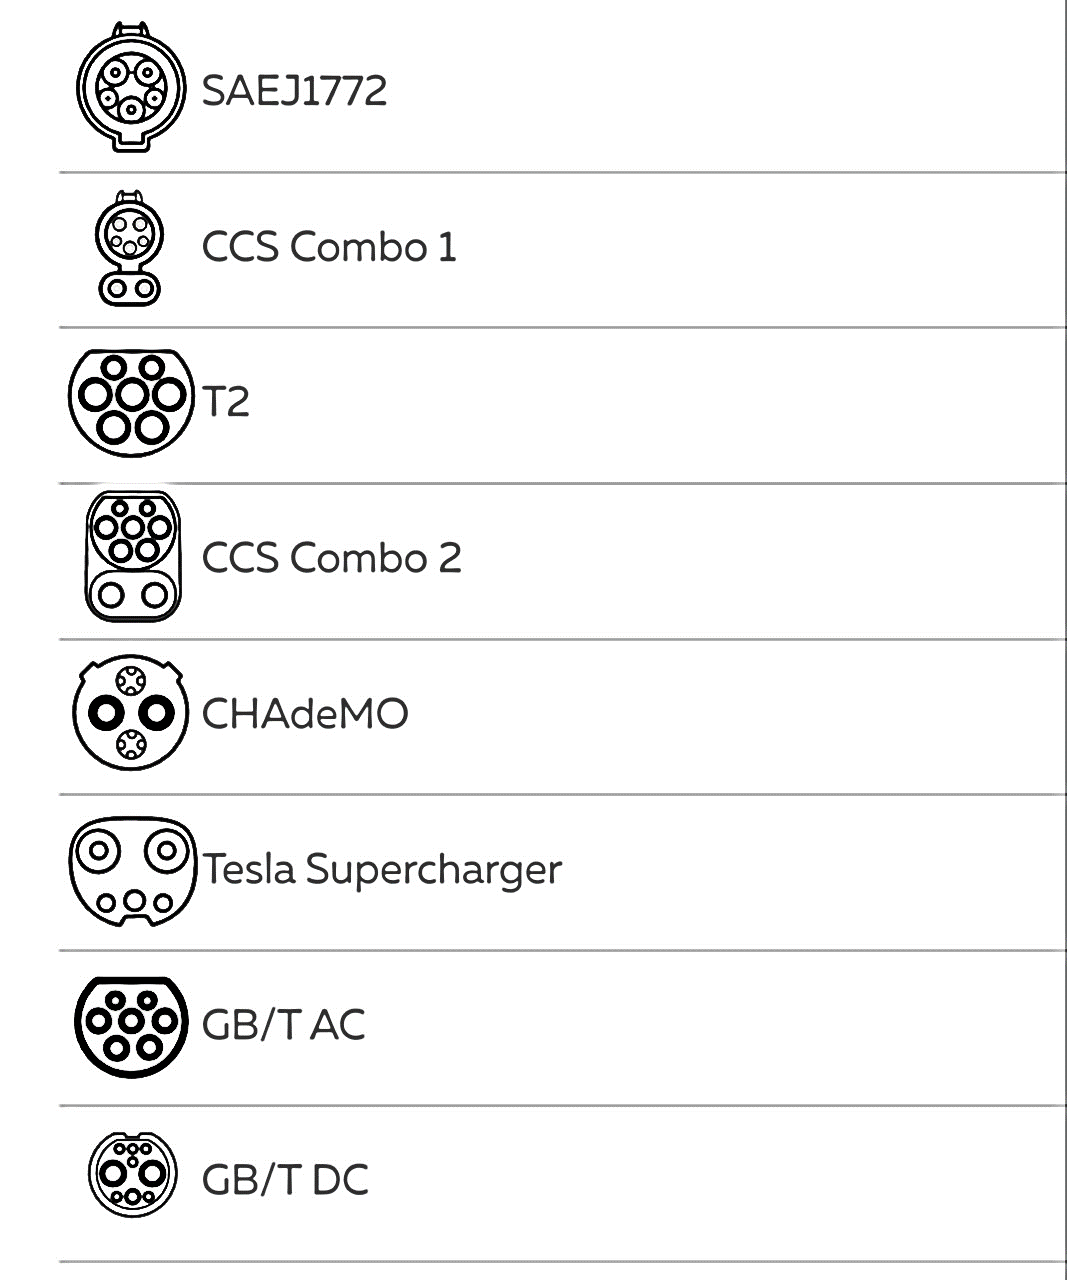 SAEJ1772
CCS Combo 1
T2
CCS Combo 2
CHAdeMO
Tesla Supercharger
GB/T AC
GB/T DC